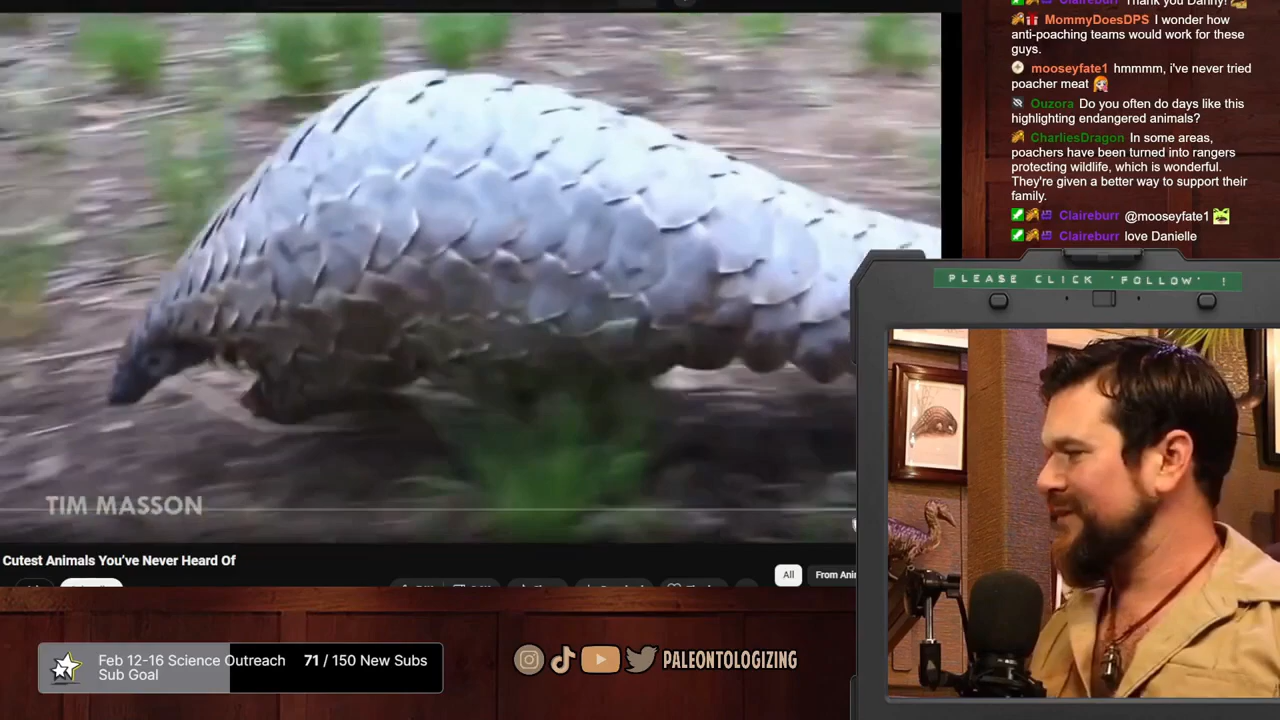 Claireburr Thank you Danny!
MommyDoesDPS I wonder how
anti-poaching teams would work for these
guys.
mooseyfate1 hmmmm, i've never tried
poacher meat
Ouzora Do you often do days like this
highlighting endangered animals?
CharliesDragon In some areas,
poachers have been turned into rangers
protecting wildlife, which is wonderful.
They're given a better way to support their
family.
Claireburr @mooseyfate1
Claireburr love Danielle
PLEASE CLICK "FOLLOW" !
TIM MASSON
Cutest Animals You've Never Heard Of
All
From Ani
Feb 12-16 Science Outreach 71 / 150 New Subs
Sub Goal
PALEONTOLOGIZING